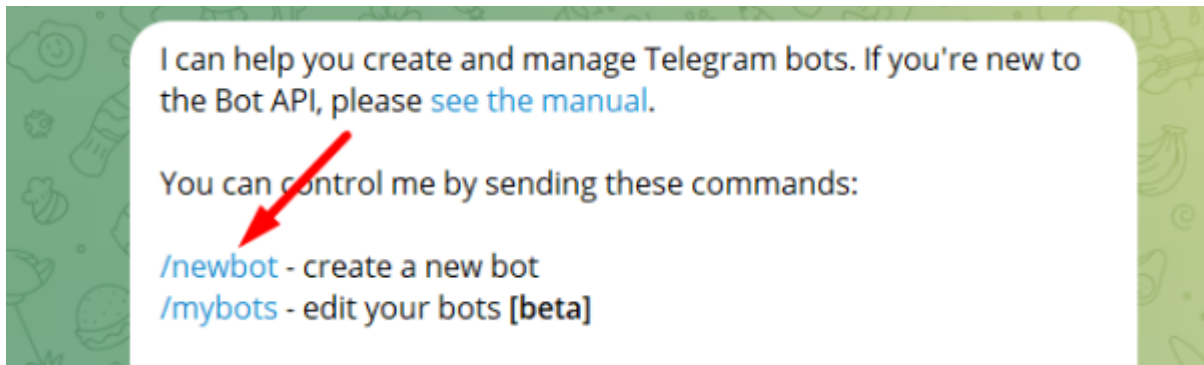 I can help you create and manage Telegram bots. If you're new to
the Bot API, please see the manual.
You can control me by sending these commands:
/newbot - create a new bot
/mybots - edit your bots [beta]